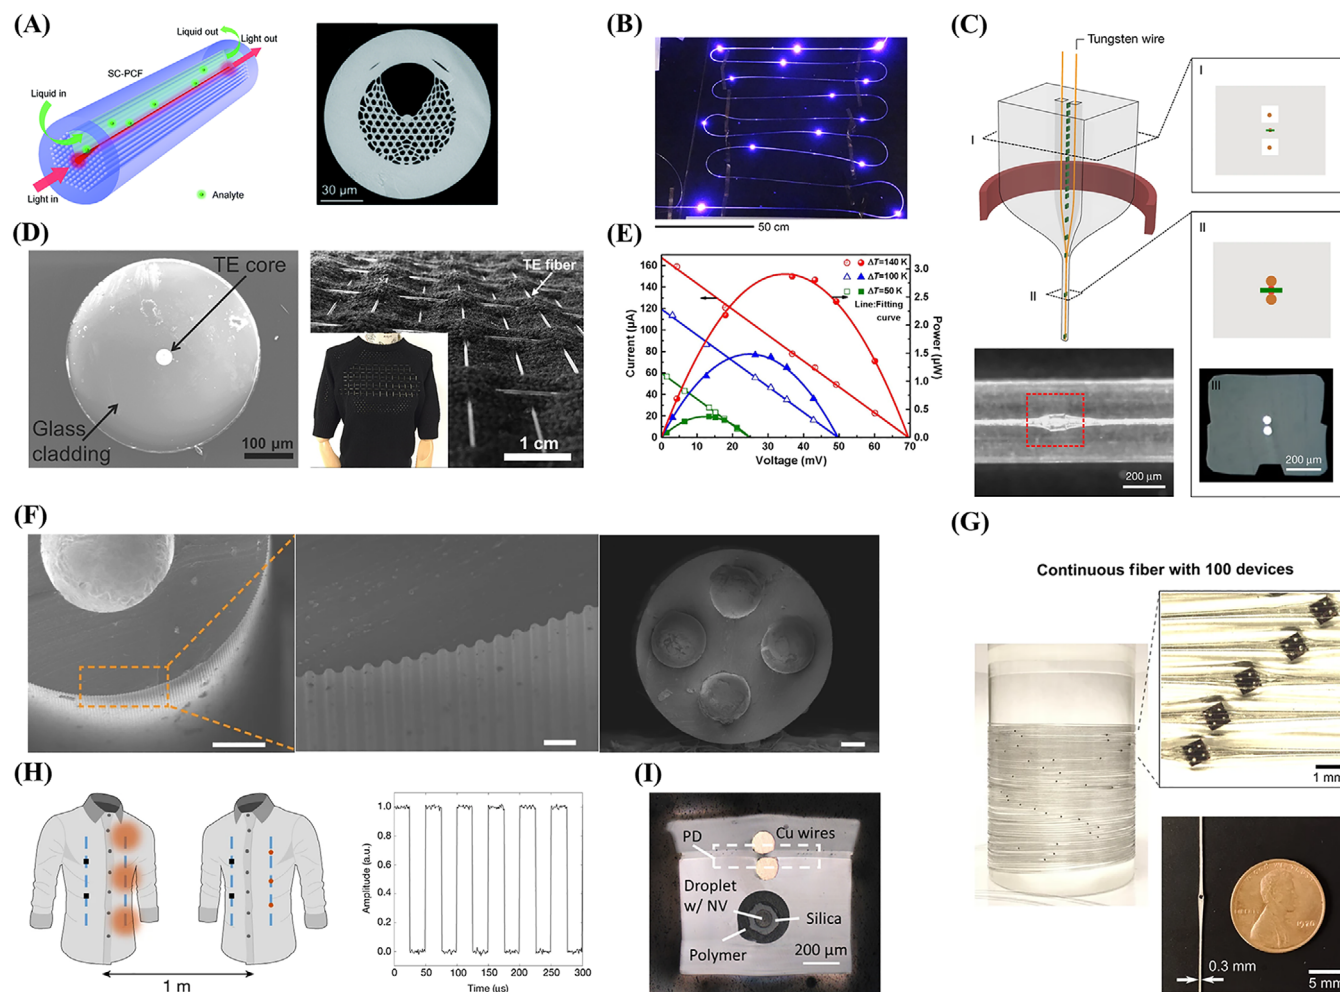 (A)
Liquid out
Light out
SC-PCF
Liquid in
Light in
Analyte
30 μm
(B)
50 cm
(C)
Tungsten wire
I
II
I
II
III
200 μm
200 μm
(D)
TE core
Glass
cladding
100 μm
TE fiber
1 cm
(E)
Current (μA)
160
140
120
100
80
60
40
20
0
ΔT=140 K
ΔT=100 K
ΔT=50 K
Line:Fitting
curve
3.0
2.5
2.0
1.5
1.0
0.5
0.0
Power (μW)
0 10 20 30 40 50 60 70
Voltage (mV)
(F)
(G)
Continuous fiber with 100 devices
1 mm
0.3 mm
1990
5 mm
(H)
1 m
Amplitude (a.u.)
1.0
0.8
0.6
0.4
0.2
0.0
0 50 100 150 200 250 300
Time (μs)
(I)
PD
Cu wires
Droplet
w/ NV
Silica
Polymer
200 μm